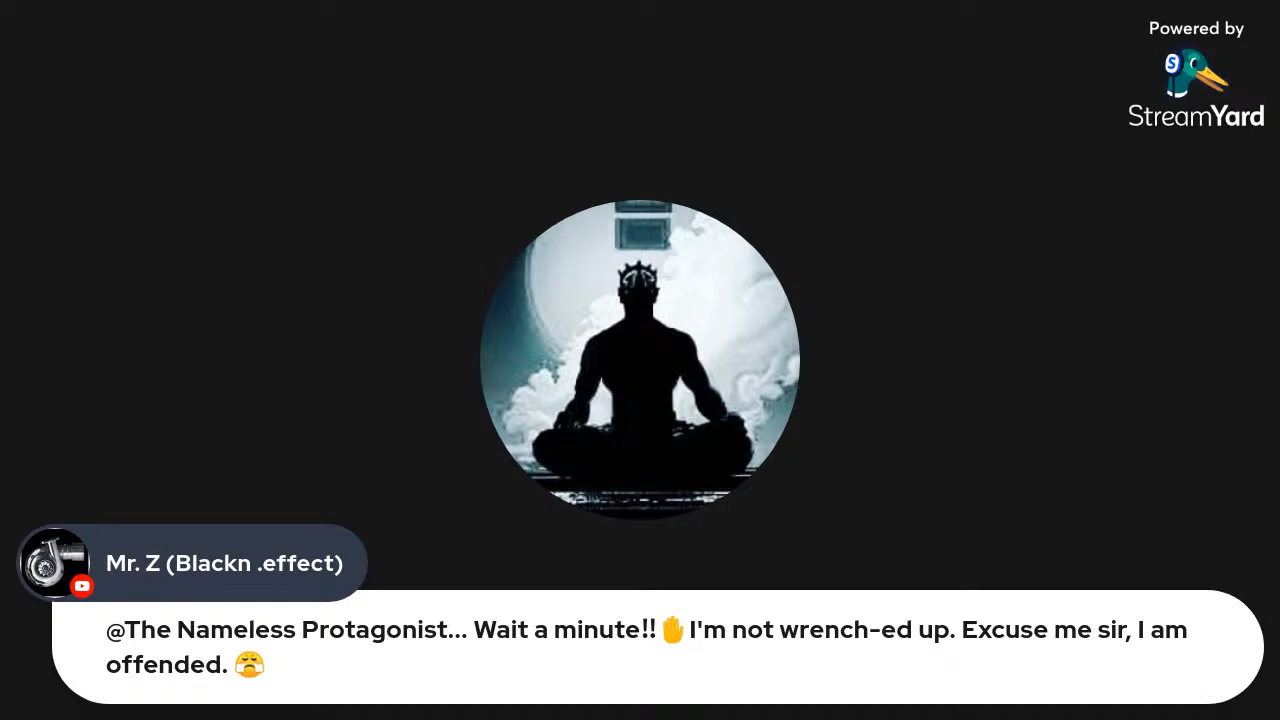 Powered by
S
StreamYard
Mr. Z (Blackn .effect)
@The Nameless Protagonist... Wait a minute!!🤚I'm not wrench-ed up. Excuse me sir, I am
offended. 😤